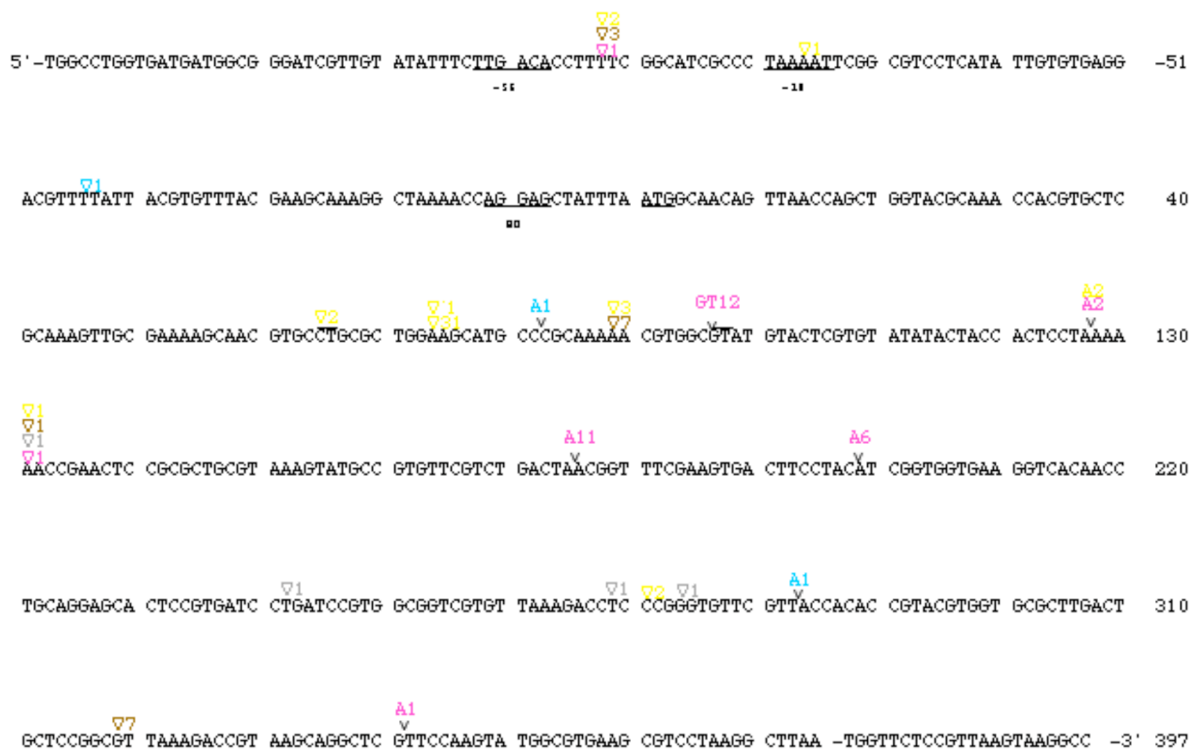 ▽2
▽3
▽1 ▽1
5'-TGGCCTGGTGATGATGGCG GGATCGTTGT ATATTTCTTG ACACCTTTTC GGCATCGCCC TAAAATTCGG CGTCCTCATA TTGTGTGAGG -51
▽1
ACGTTTTATT ACGTGTTTAC GAAGCAAAGG CTAAAACCAG GAGCTATTTA ATGGCAACAG TTAACCAGCT GGTACGCAAA CCACGTGCTC 40
A2
▽2 ▽1 A1 ▽3 GT12 A2
▽31 ▽7
GCAAAGTTGC GAAAAGCAAC GTGCCTGCGC TGGAAGCATG CCCGCAAAAA CGTGGCGTAT GTACTCGTGT ATATACTACC ACTCCTAAAA 130
▽1
▽1
▽1
▽1 A11 A6
AACCGAACTC CGCGCTGCGT AAAGTATGCC GTGTTCGTCT GACTAACGGT TTCGAAGTGA CTTCCTACAT CGGTGGTGAA GGTCACAACC 220
▽1 ▽1 ▽2 ▽1 A1
TGCAGGAGCA CTCCGTGATC CTGATCCGTG GCGGTCGTGT TAAAGACCTC CCGGGTGTTC GTTACCACAC CGTACGTGGT GCGCTTGACT 310
▽7 A1
GCTCCGGCGT TAAAGACCGT AAGCAGGCTC GTTCCAAGTA TGGCGTGAAG CGTCCTAAGG CTTAA -TGGTTCTCCGTTAAGTAAGGCC -3' 397